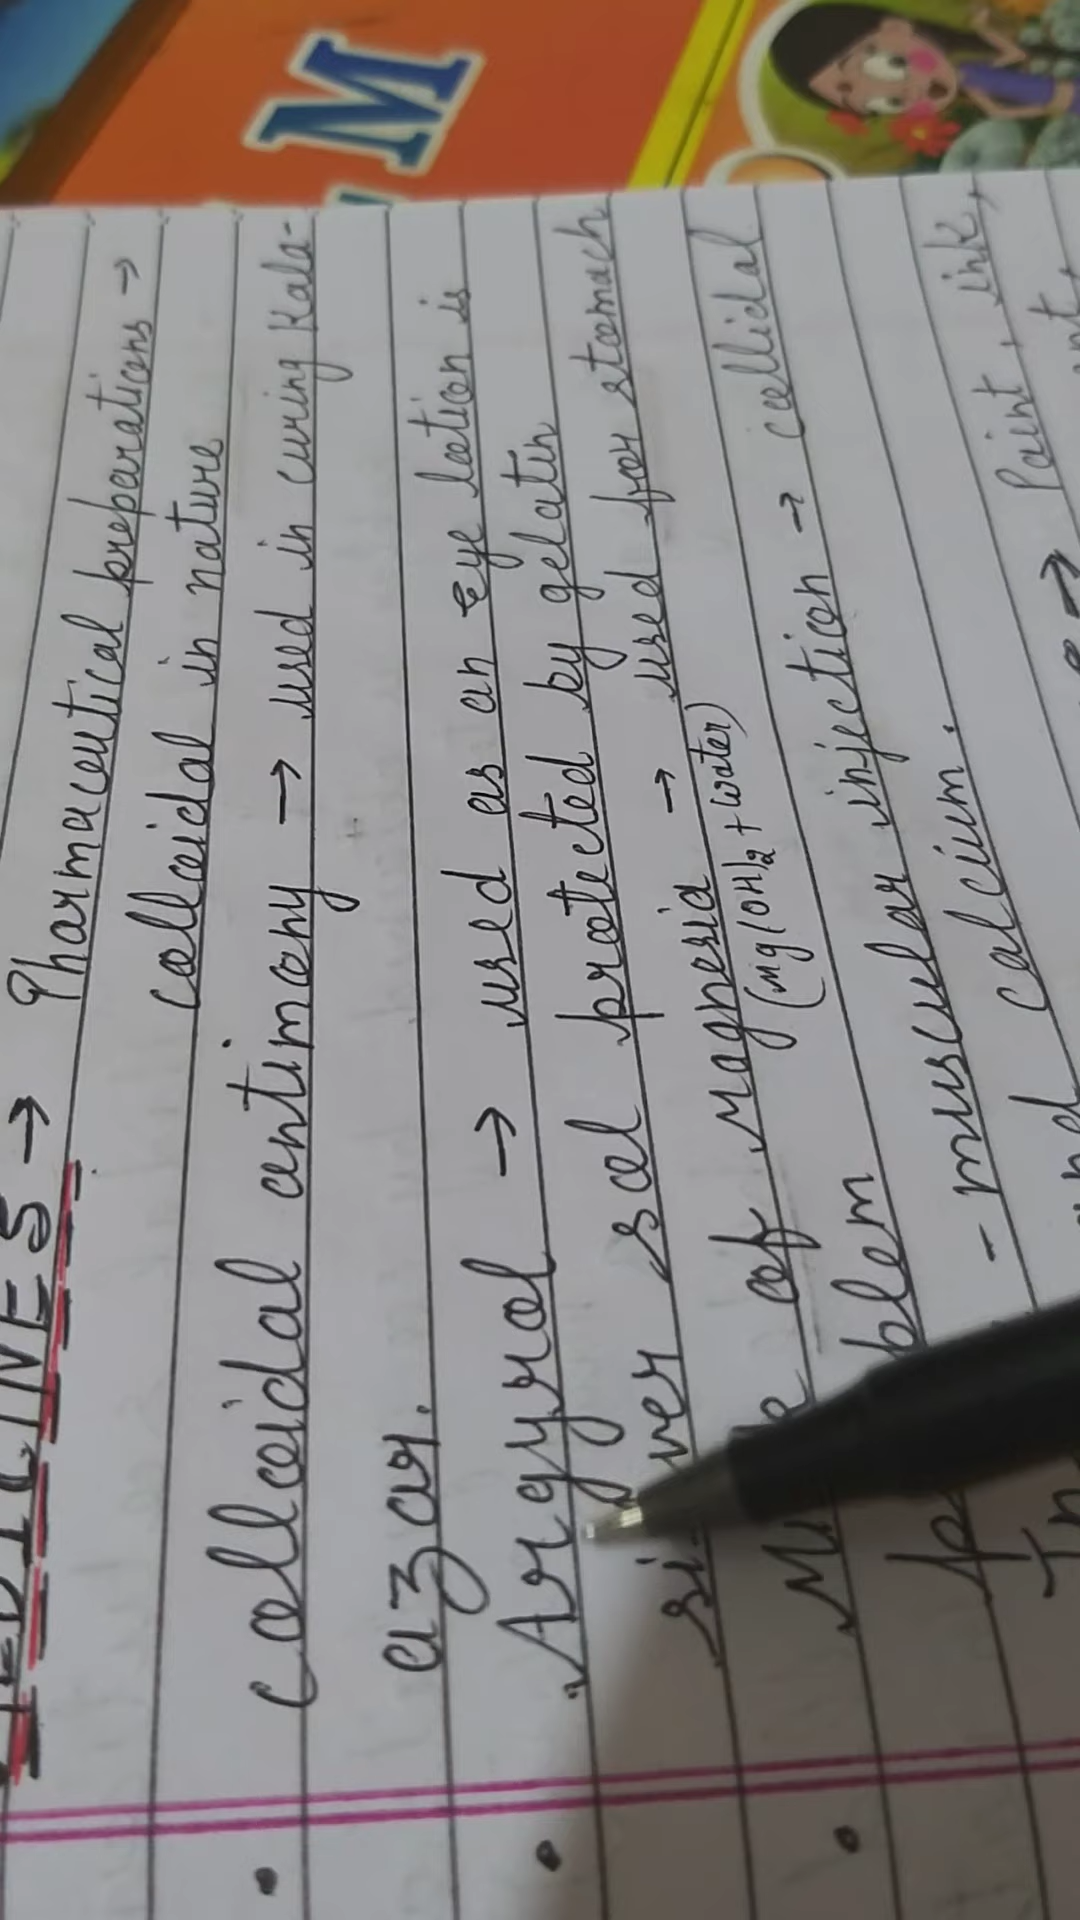 M
MEDICINES → Pharmaceutical preparations →
colloidal in nature
colloidal antimony → used in curing Kala-
azar.
Argyrol → used as an Eye lotion is
silver sol protected by gelatin
of Magnesia → used for stomach
(Mg(OH)2 + water)
blem
- muscular injection → collidal
calcium.
Paint, ink,